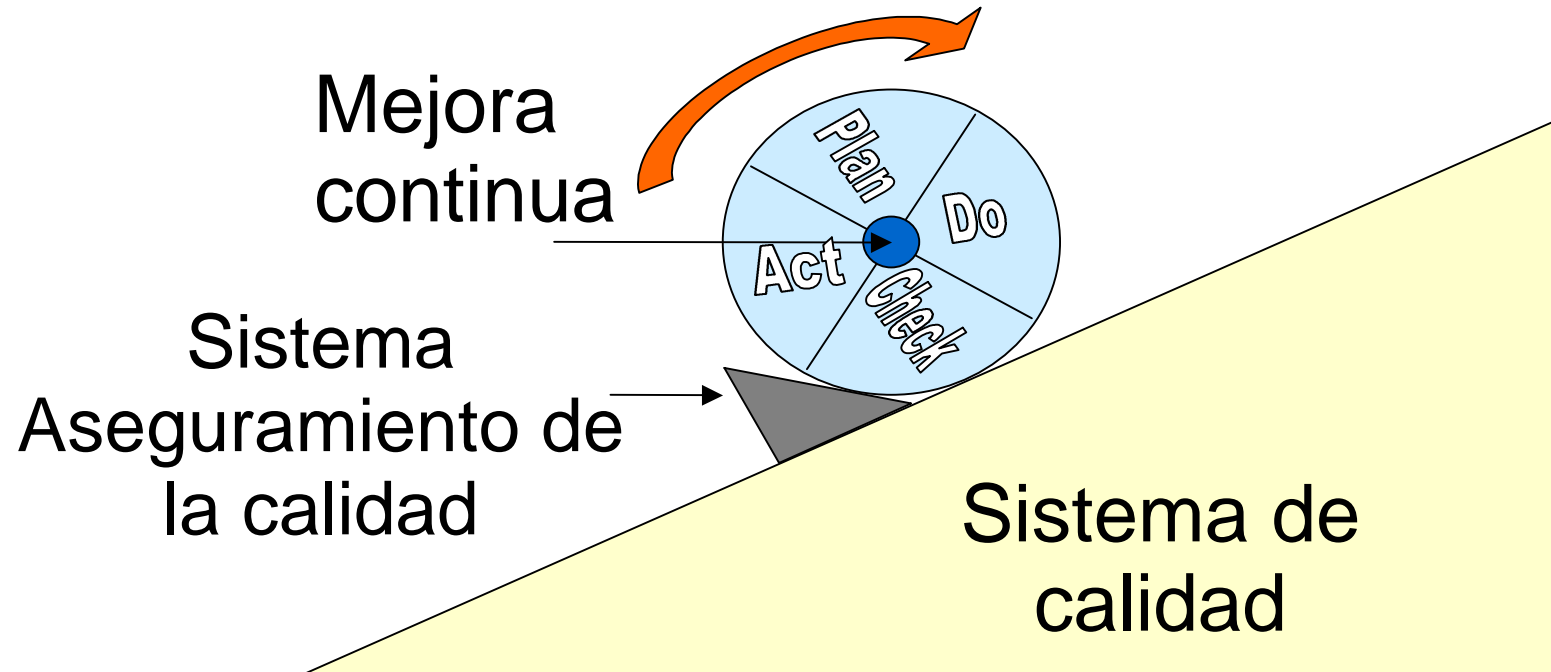 Mejora
continua
Plan
Do
Act
Check
Sistema
Aseguramiento de
la calidad
Sistema de
calidad